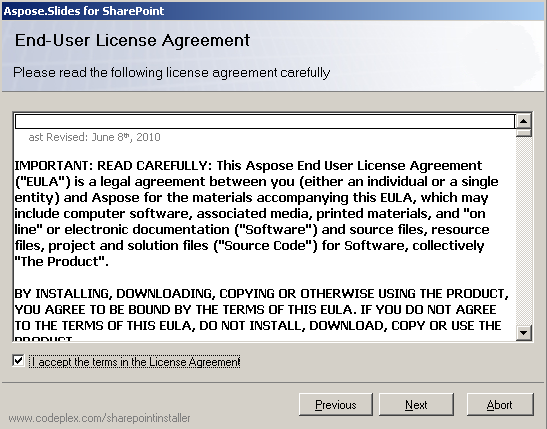 Aspose.Slides for SharePoint
End-User License Agreement
Please read the following license agreement carefully
ast Revised: June 8th, 2010
IMPORTANT: READ CAREFULLY: This Aspose End User License Agreement
("EULA") is a legal agreement between you (either an individual or a single
entity) and Aspose for the materials accompanying this EULA, which may
include computer software, associated media, printed materials, and "on
line" or electronic documentation ("Software") and source files, resource
files, project and solution files ("Source Code") for Software, collectively
"The Product".
BY INSTALLING, DOWNLOADING, COPYING OR OTHERWISE USING THE PRODUCT,
YOU AGREE TO BE BOUND BY THE TERMS OF THIS EULA. IF YOU DO NOT AGREE
TO THE TERMS OF THIS EULA, DO NOT INSTALL, DOWNLOAD, COPY OR USE THE
PRODUCT
I accept the terms in the License Agreement
Previous
Next
Abort
www.codeplex.com/sharepointinstaller